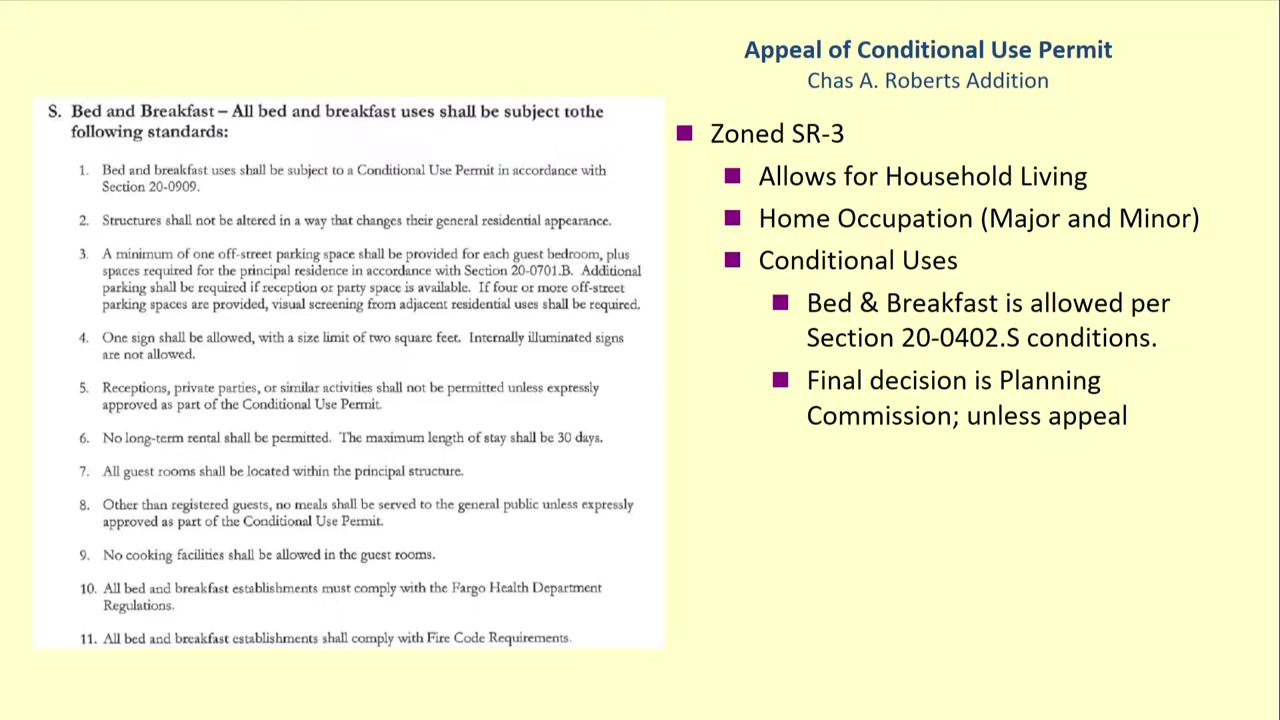 Appeal of Conditional Use Permit
Chas A. Roberts Addition
S. Bed and Breakfast – All bed and breakfast uses shall be subject tothe
following standards:
1. Bed and breakfast uses shall be subject to a Conditional Use Permit in accordance with
Section 20-0909.
2. Structures shall not be altered in a way that changes their general residential appearance.
3. A minimum of one off-street parking space shall be provided for each guest bedroom, plus
spaces required for the principal residence in accordance with Section 20-0701.B. Additional
parking shall be required if reception or party space is available. If four or more off-street
parking spaces are provided, visual screening from adjacent residential uses shall be required.
4. One sign shall be allowed, with a size limit of two square feet. Internally illuminated signs
are not allowed.
5. Receptions, private parties, or similar activities shall not be permitted unless expressly
approved as part of the Conditional Use Permit.
6. No long-term rental shall be permitted. The maximum length of stay shall be 30 days.
7. All guest rooms shall be located within the principal structure.
8. Other than registered guests, no meals shall be served to the general public unless expressly
approved as part of the Conditional Use Permit.
9. No cooking facilities shall be allowed in the guest rooms.
10. All bed and breakfast establishments must comply with the Fargo Health Department
Regulations.
11. All bed and breakfast establishments shall comply with Fire Code Requirements.
Zoned SR-3
Allows for Household Living
Home Occupation (Major and Minor)
Conditional Uses
Bed & Breakfast is allowed per
Section 20-0402.S conditions.
Final decision is Planning
Commission; unless appeal